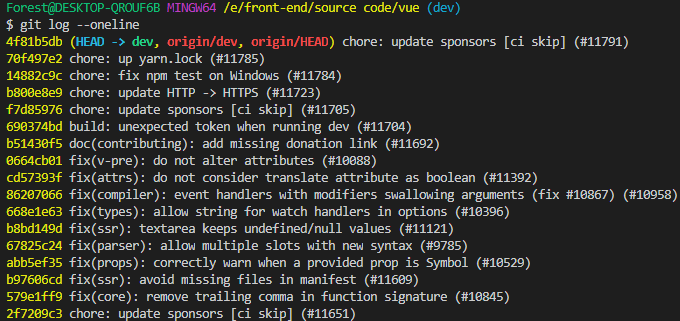 Forest@DESKTOP-QROUF6B MINGW64 /e/front-end/source code/vue (dev)
$ git log --oneline
4f81b5db (HEAD -> dev, origin/dev, origin/HEAD) chore: update sponsors [ci skip] (#11791)
70f497e2 chore: up yarn.lock (#11785)
14882c9c chore: fix npm test on Windows (#11784)
b800e8e9 chore: update HTTP -> HTTPS (#11723)
f7d85976 chore: update sponsors [ci skip] (#11705)
690374bd build: unexpected token when running dev (#11704)
b51430f5 doc(contributing): add missing donation link (#11692)
0664cb01 fix(v-pre): do not alter attributes (#10088)
cd57393f fix(attrs): do not consider translate attribute as boolean (#11392)
86207066 fix(compiler): event handlers with modifiers swallowing arguments (fix #10867) (#10958)
668e1e63 fix(types): allow string for watch handlers in options (#10396)
b8bd149d fix(ssr): textarea keeps undefined/null values (#11121)
67825c24 fix(parser): allow multiple slots with new syntax (#9785)
abb5ef35 fix(props): correctly warn when a provided prop is Symbol (#10529)
b97606cd fix(ssr): avoid missing files in manifest (#11609)
579e1ff9 fix(core): remove trailing comma in function signature (#10845)
2f7209c3 chore: update sponsors [ci skip] (#11651)